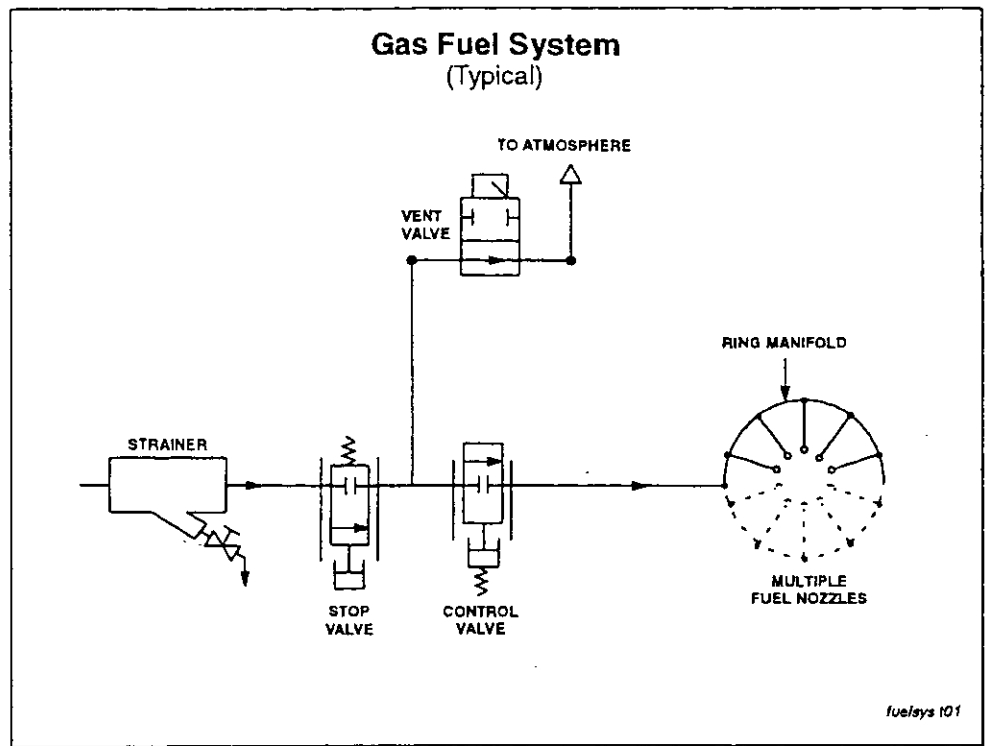 Gas Fuel System
(Typical)
TO ATMOSPHERE
VENT
VALVE
RING MANIFOLD
STRAINER
STOP
VALVE
CONTROL
VALVE
MULTIPLE
FUEL NOZZLES
fuelsys t01